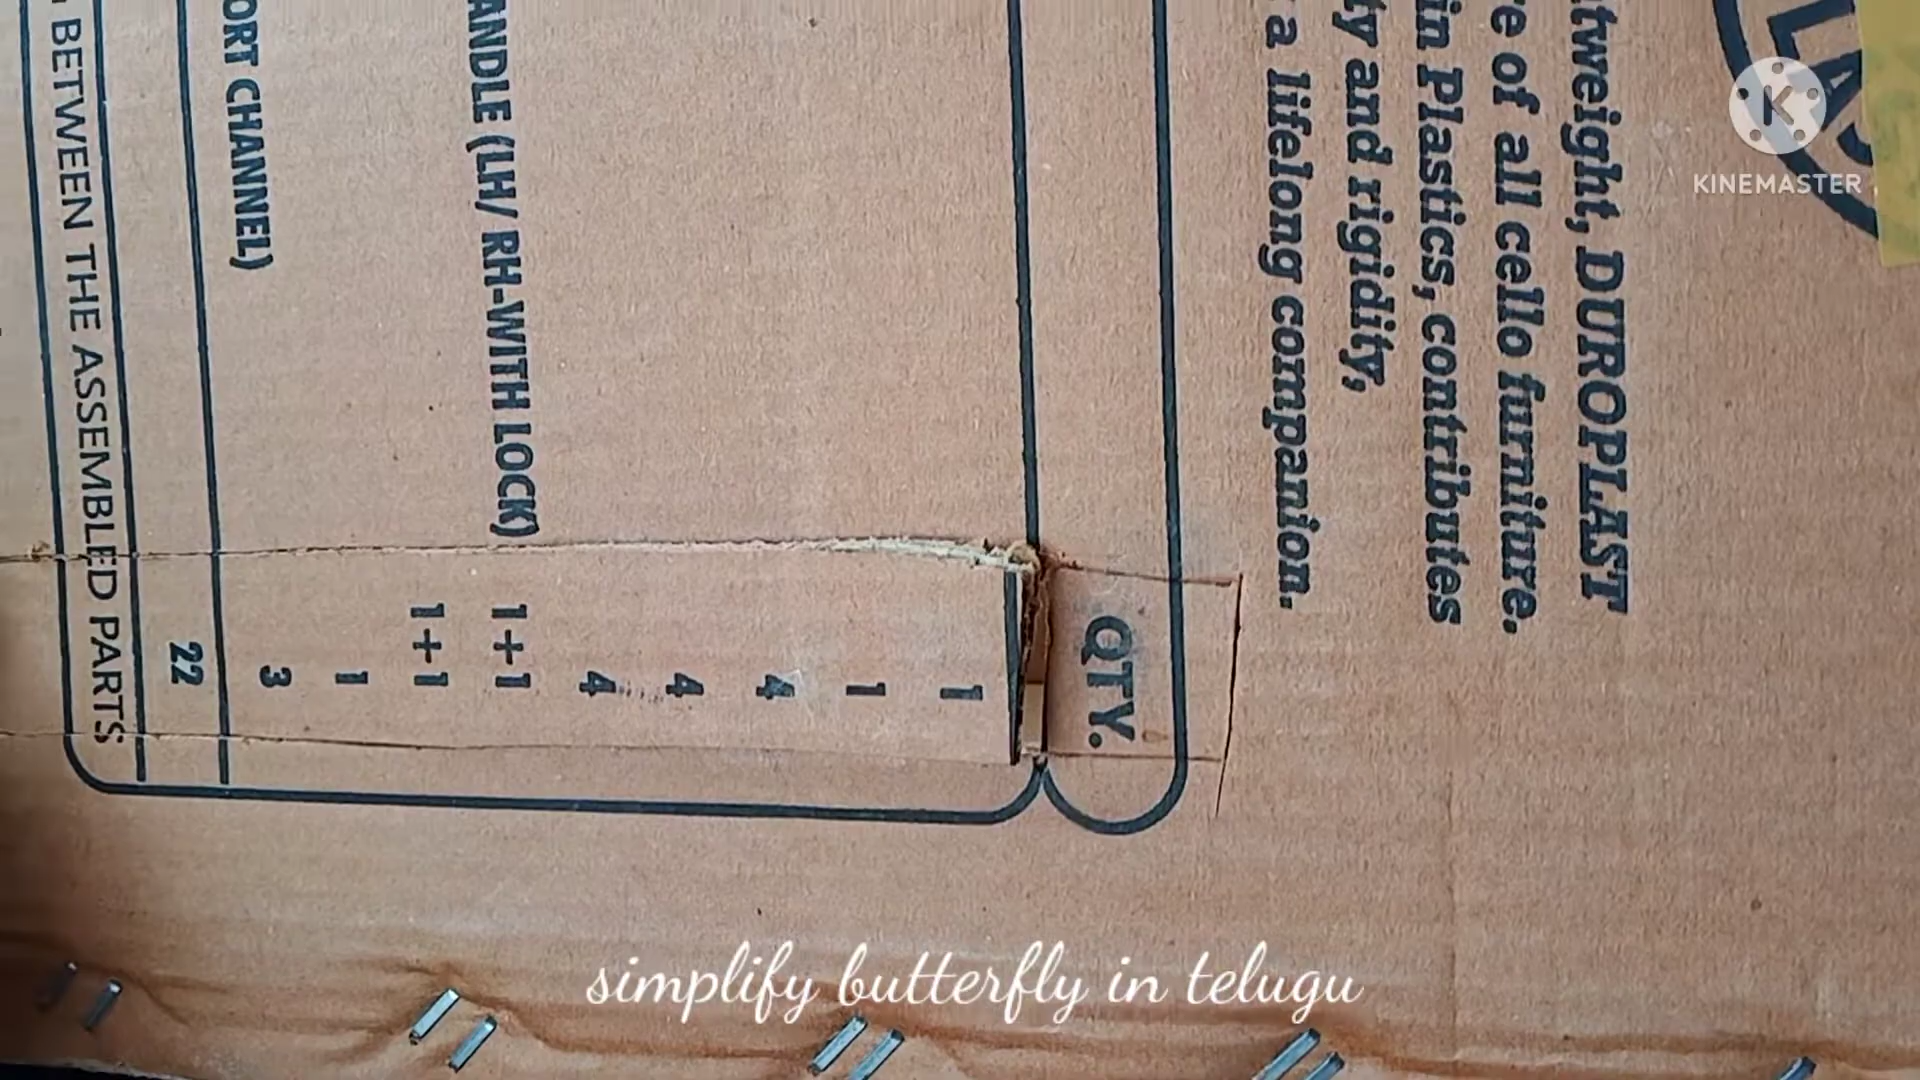 LAS
tweight, DUROPLAST
e of all cello furniture.
in Plastics, contributes
ty and rigidity,
a lifelong companion.
QTY.
1
1
4
4
4
ANDLE (LH/ RH-WITH LOCK) 1+1
1+1
1
ORT CHANNEL) 3
22
BETWEEN THE ASSEMBLED PARTS
K
KINEMASTER
simplify butterfly in telugu